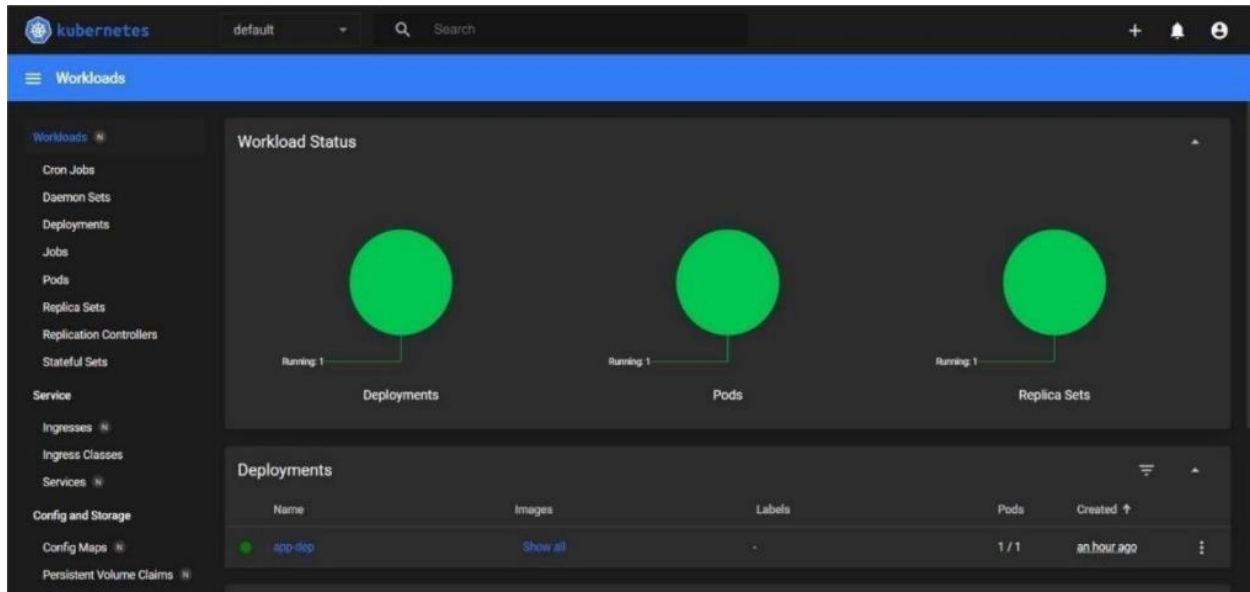 kubernetes default Search
Workloads
Workloads N
Cron Jobs
Daemon Sets
Deployments
Jobs
Pods
Replica Sets
Replication Controllers
Stateful Sets
Service
Ingresses N
Ingress Classes
Services N
Config and Storage
Config Maps N
Persistent Volume Claims N
Workload Status
Running: 1 Running: 1 Running: 1
Deployments Pods Replica Sets
Deployments
Name Images Labels Pods Created ↑
app-dep Show all - 1 / 1 an hour ago